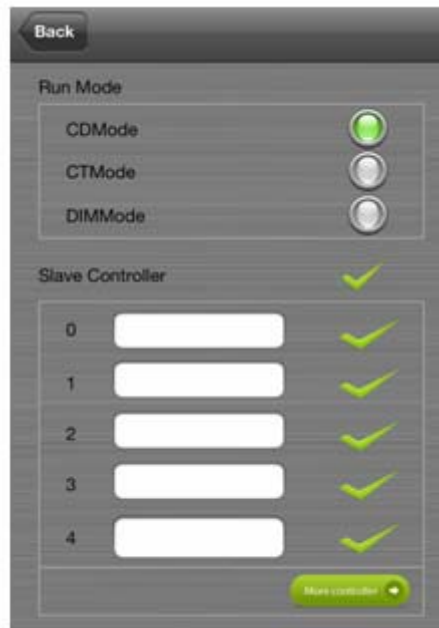 Back
Run Mode
CDMode
CTMode
DIMMode
Slave Controller
0
1
2
3
4
More controller